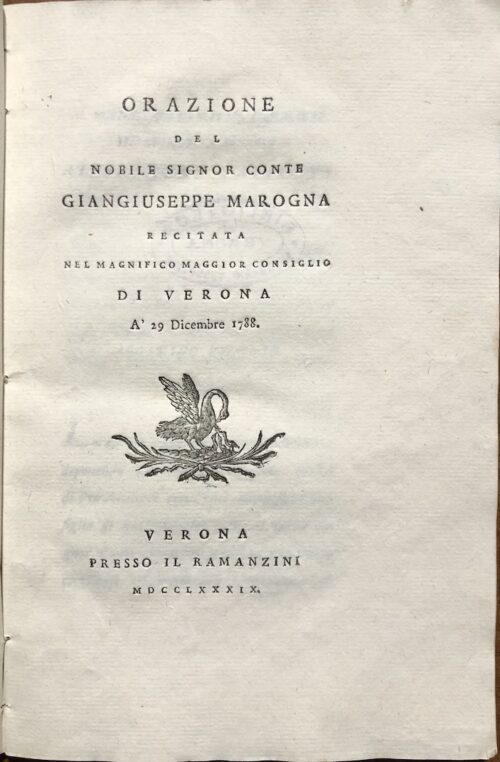 ORAZIONE
DEL
NOBILE SIGNOR CONTE
GIANGIUSEPPE MAROGNA
RECITATA
NEL MAGNIFICO MAGGIOR CONSIGLIO
DI VERONA
A' 29 Dicembre 1788.
VERONA
PRESSO IL RAMANZINI
MDCCLXXXIX.